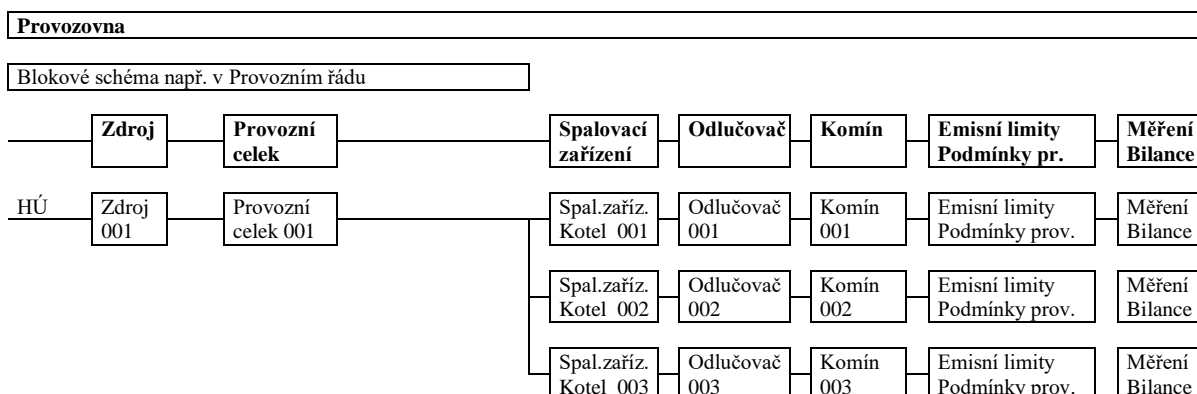 Provozovna
Blokové schéma např. v Provozním řádu
Zdroj
Provozní
celek
Spalovací
zařízení
Odlučovač
Komín
Emisní limity
Podmínky pr.
Měření
Bilance
HÚ
Zdroj
001
Provozní
celek 001
Spal.zaříz.
Kotel 001
Odlučovač
001
Komín
001
Emisní limity
Podmínky prov.
Měření
Bilance
Spal.zaříz.
Kotel 002
Odlučovač
002
Komín
002
Emisní limity
Podmínky prov.
Měření
Bilance
Spal.zaříz.
Kotel 003
Odlučovač
003
Komín
003
Emisní limity
Podmínky prov.
Měření
Bilance